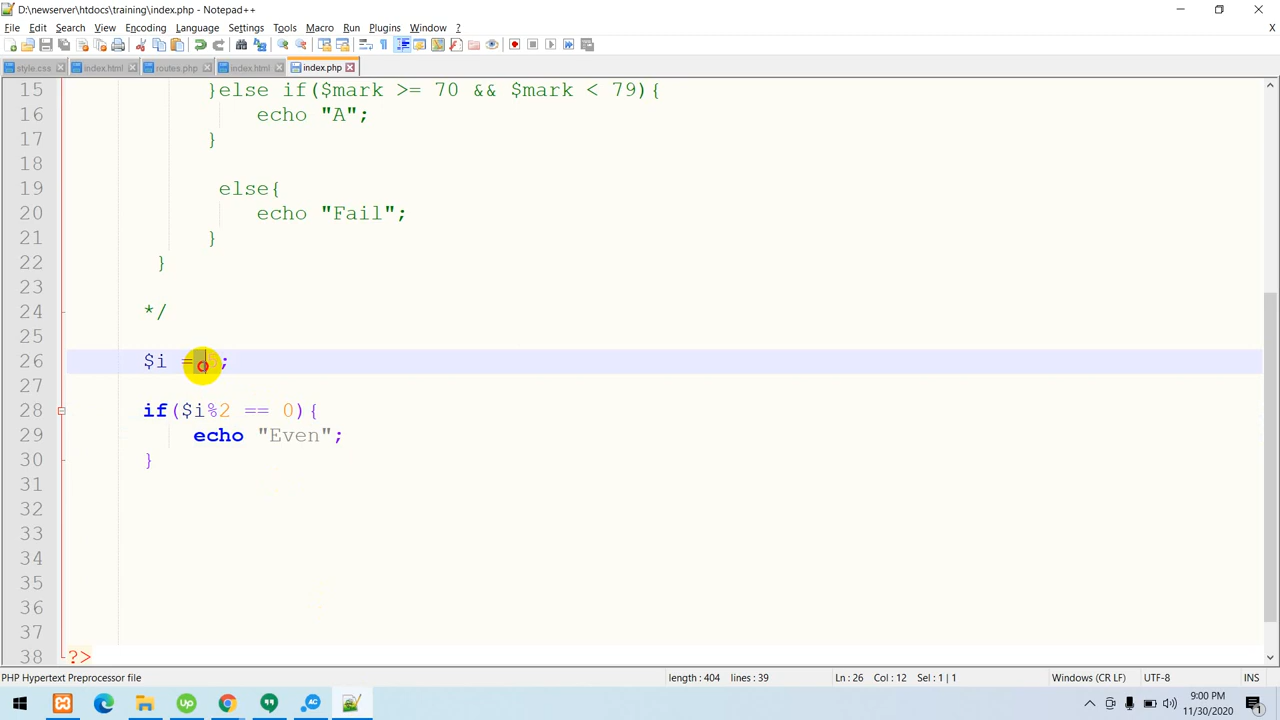 D:\newserver\htdocs\training\index.php - Notepad++
File Edit Search View Encoding Language Settings Tools Macro Run Plugins Window ?
X
style.css index.html routes.php index.html index.php
15 }else if($mark >= 70 && $mark < 79){
16 echo "A";
17 }
18
19 else{
20 echo "Fail";
21 }
22 }
23
24 */
25
26 $i = ;
27
28 if($i%2 == 0){
29 echo "Even";
30 }
31
32
33
34
35
36
37
38 ?>
PHP Hypertext Preprocessor file length : 404 lines : 39 Ln : 26 Col : 12 Sel : 1 | 1 Windows (CR LF) UTF-8 INS
Up AC 9:00 PM
11/30/2020 1